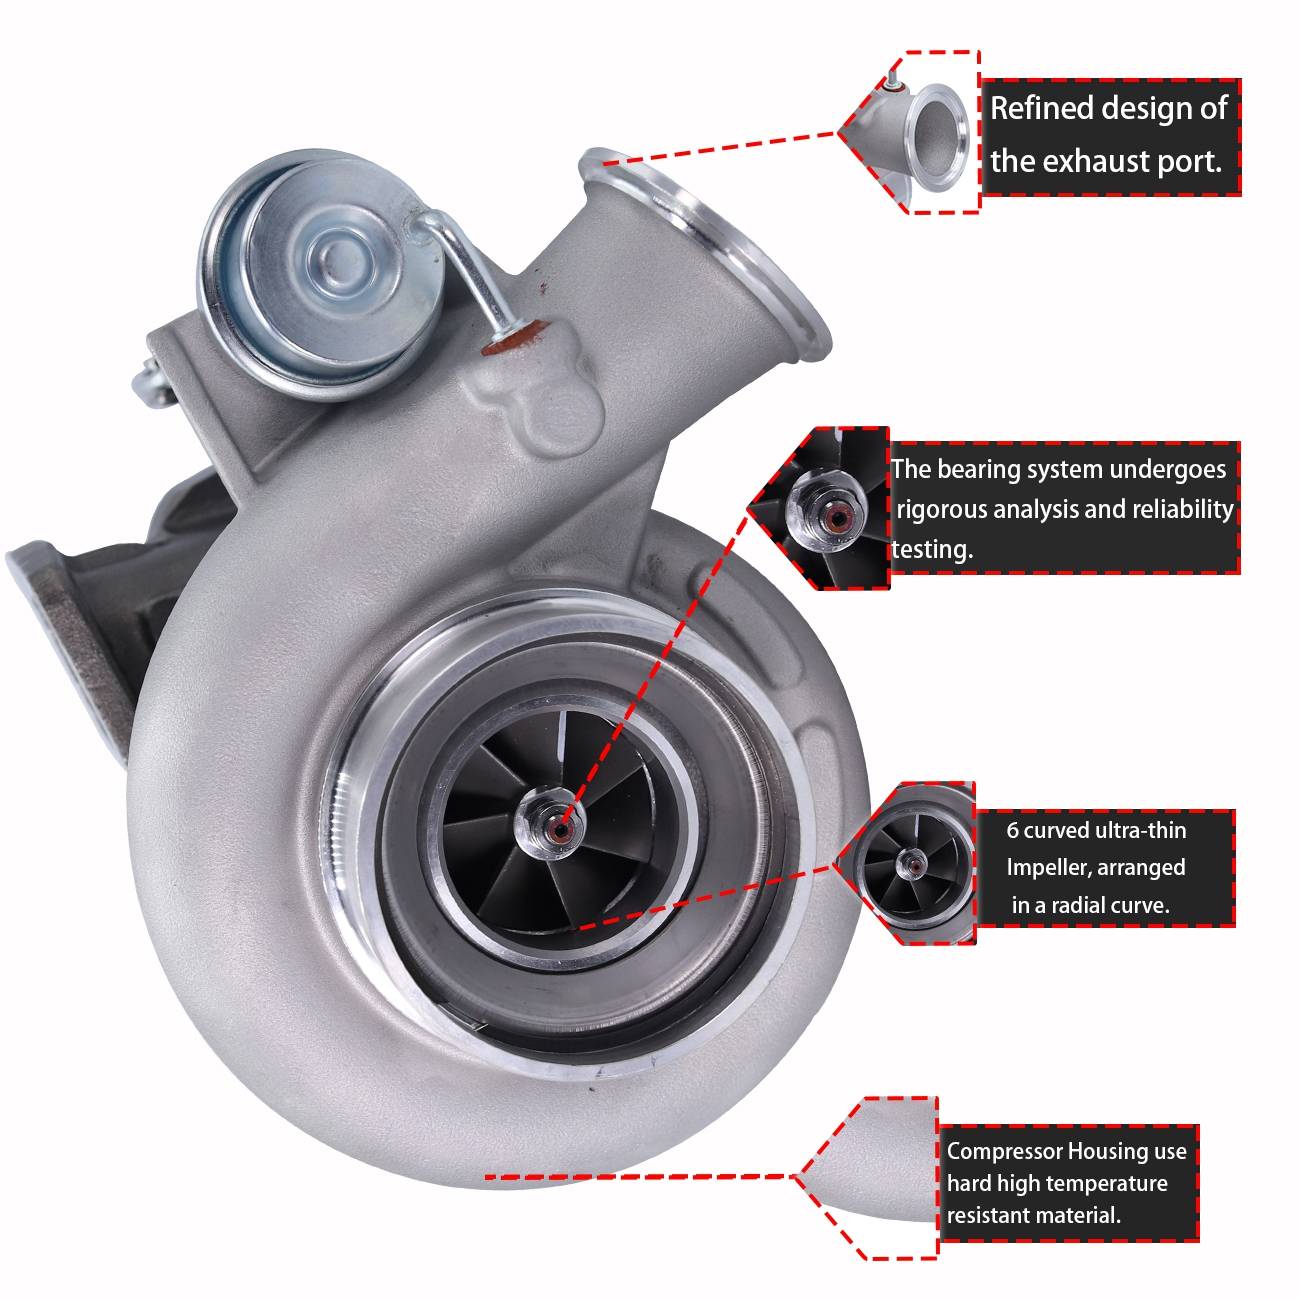 Refined design of
the exhaust port.
The bearing system undergoes
rigorous analysis and reliability
testing.
6 curved ultra-thin
Impeller, arranged
in a radial curve.
Compressor Housing use
hard high temperature
resistant material.